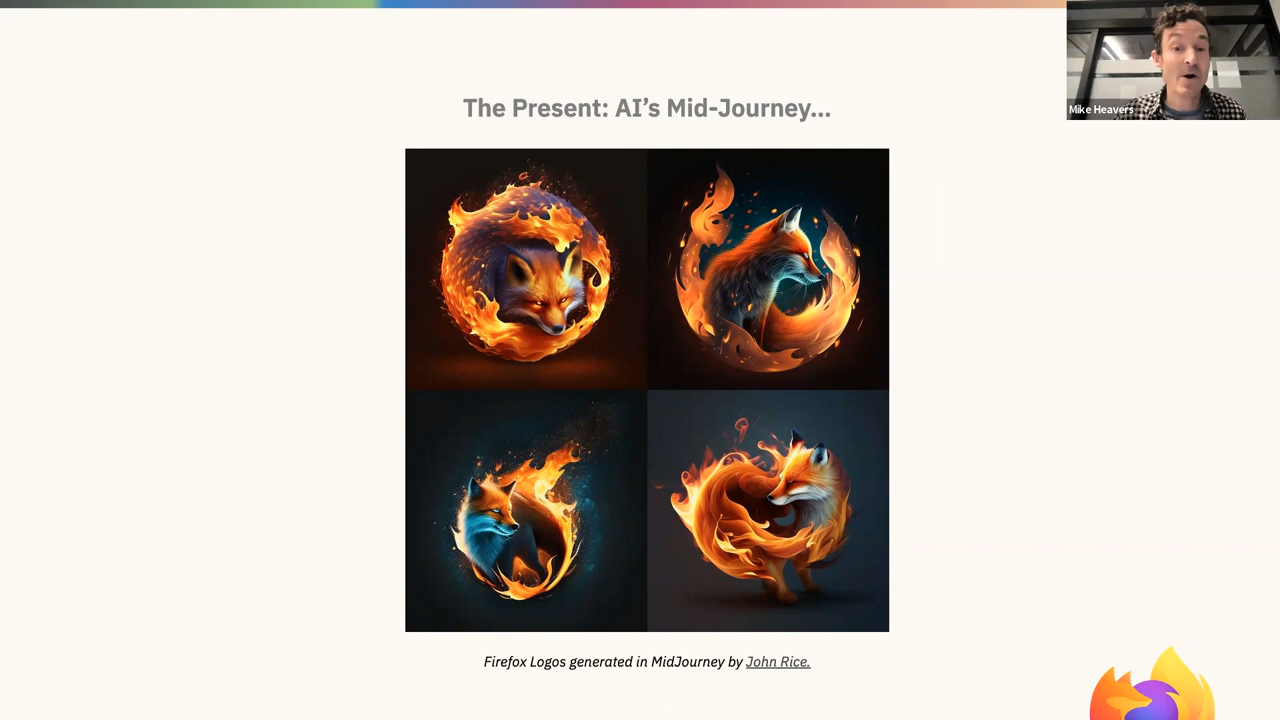 The Present: AI’s Mid-Journey...
Mike Heavers
Firefox Logos generated in MidJourney by John Rice.